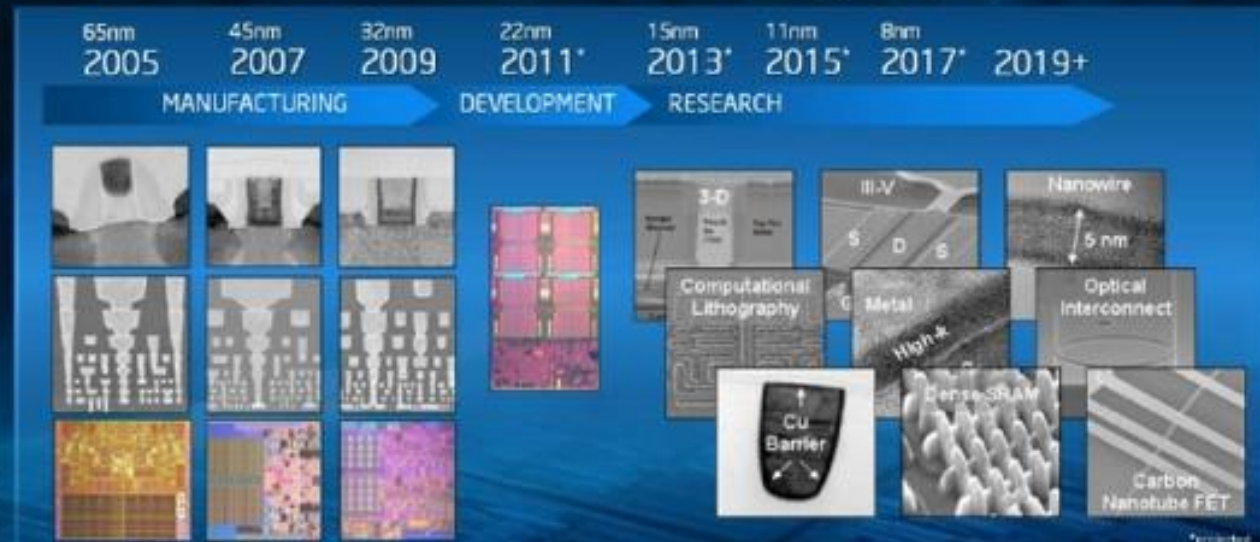 65nm 45nm 32nm 22nm 15nm 11nm 8nm
2005 2007 2009 2011* 2013* 2015* 2017* 2019+
MANUFACTURING DEVELOPMENT RESEARCH
3-D
III-V
S D S
G
Nanowire
5 nm
Computational
Lithography
Metal
High-k
Optical
Interconnect
Cu
Barrier
Dense SRAM
Carbon
Nanotube FET
*projected